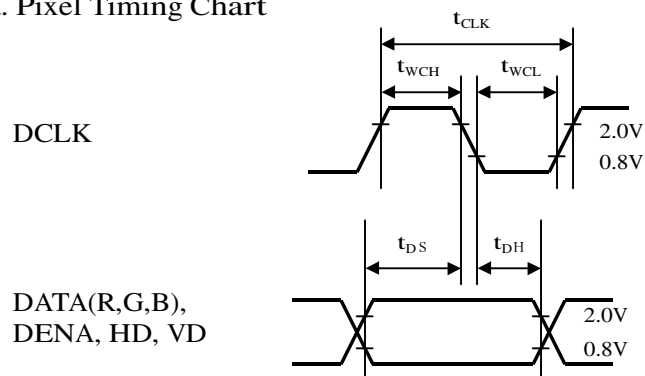 . Pixel Timing Chart
tCLK
tWCH tWCL
DCLK
2.0V
0.8V
tDS tDH
DATA(R,G,B),
DENA, HD, VD
2.0V
0.8V